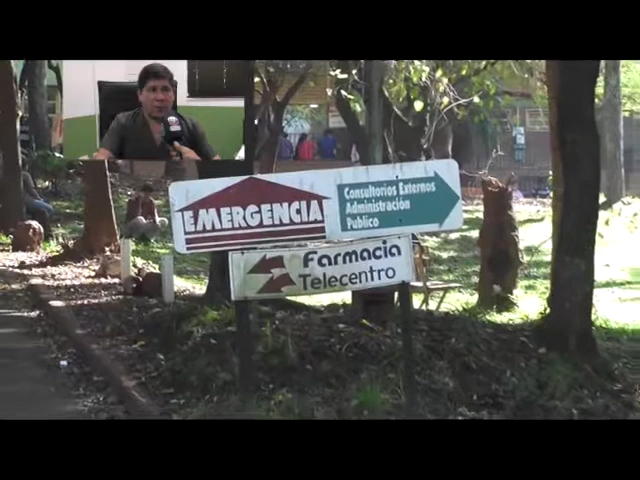 EMERGENCIA
Consultorios Externos
Administración
Publico
Farmacia
Telecentro